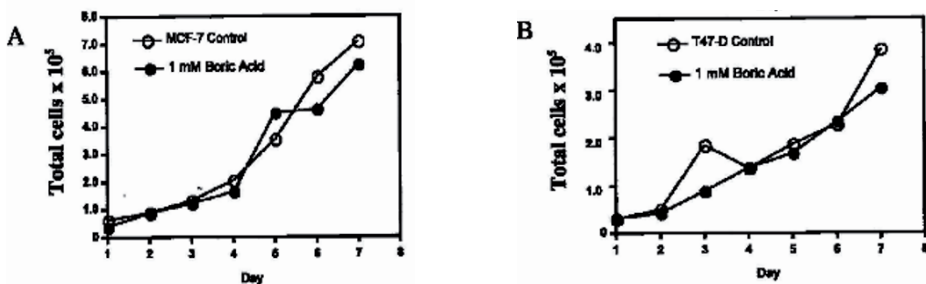 A
Total cells x 10⁵
7.0
6.0
5.0
4.0
3.0
2.0
1.0
0
MCF-7 Control
1 mM Boric Acid
1 2 3 4 5 6 7 8
Day
B
Total cells x 10⁵
4.0
3.0
2.0
1.0
0.0
T47-D Control
1 mM Boric Acid
1 2 3 4 5 6 7 8
Day